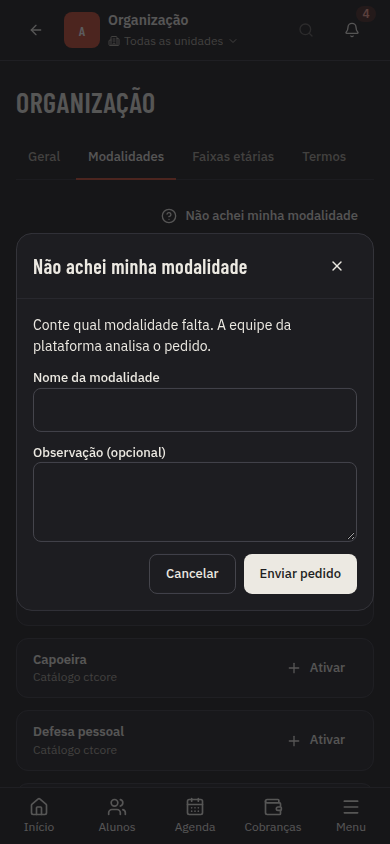 A
Organização
Todas as unidades
4
ORGANIZAÇÃO
Geral
Modalidades
Faixas etárias
Termos
Não achei minha modalidade
Não achei minha modalidade
Conte qual modalidade falta. A equipe da
plataforma analisa o pedido.
Nome da modalidade
Observação (opcional)
Cancelar
Enviar pedido
Capoeira
Catálogo ctcore
Ativar
Defesa pessoal
Catálogo ctcore
Ativar
Início
Alunos
Agenda
Cobranças
Menu